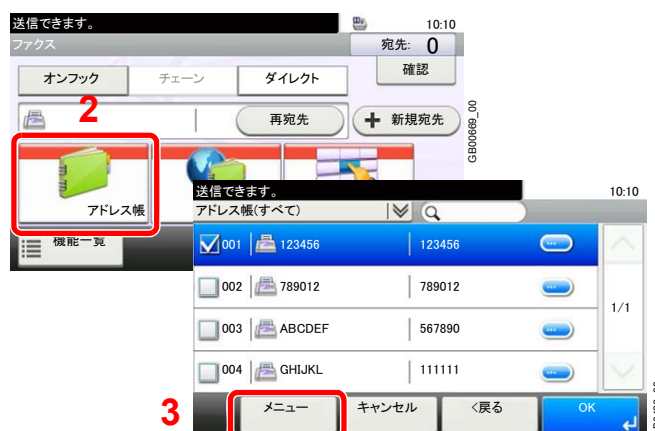 送信できます。
10:10
ファクス
宛先: 0
オンフック
チェーン
ダイレクト
確認
2
再宛先
新規宛先
アドレス帳
機能一覧
GB00669_00
送信できます。
10:10
アドレス帳(すべて)
001 123456 123456
002 789012 789012
003 ABCDEF 567890
004 GHIJKL 111111
1/1
3
メニュー
キャンセル
<戻る
OK